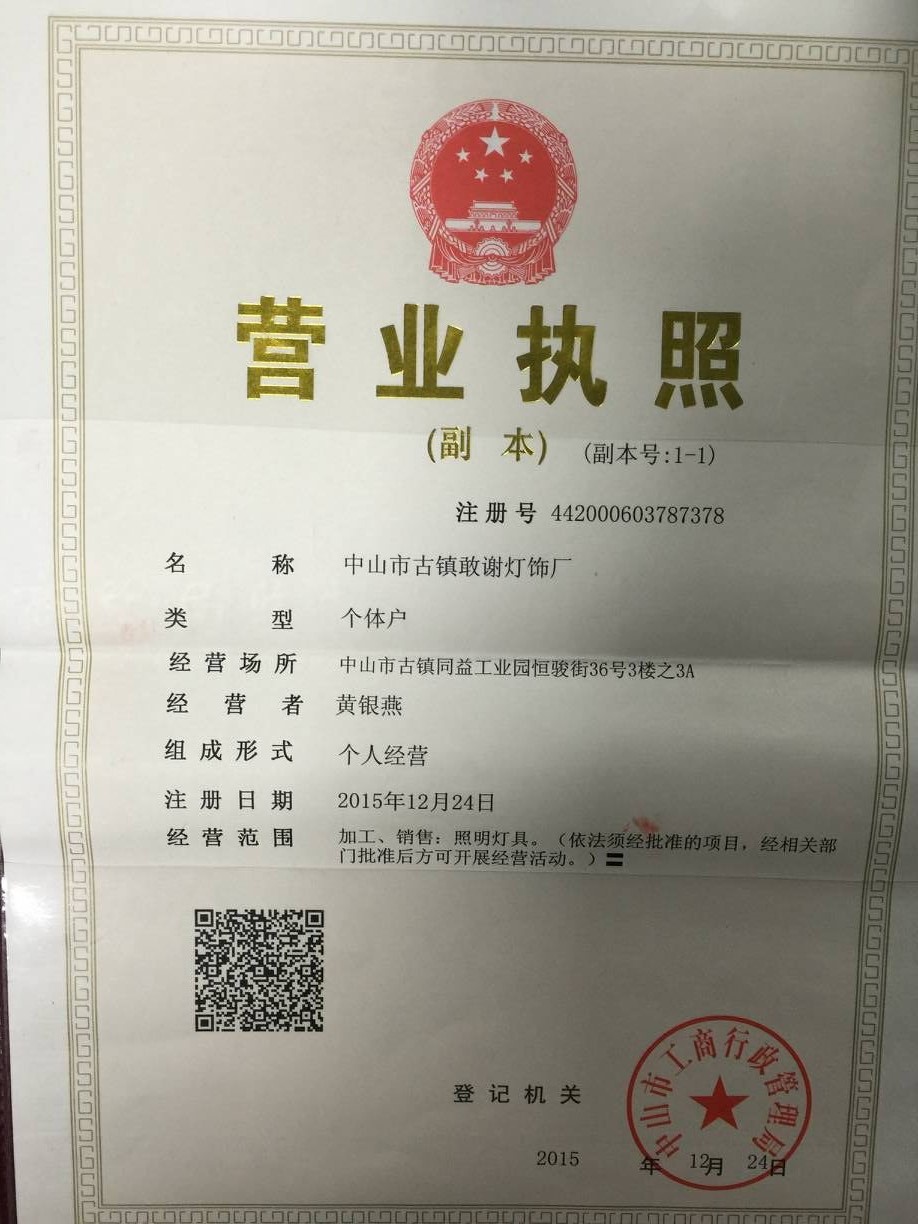 营业执照
(副 本) (副本号:1-1)
注册号 442000603787378
名 称 中山市古镇敢谢灯饰厂
类 型 个体户
经营场所 中山市古镇同益工业园恒骏街36号3楼之3A
经 营 者 黄银燕
组成形式 个人经营
注册日期 2015年12月24日
经营范围 加工、销售：照明灯具。（依法须经批准的项目，经相关部
门批准后方可开展经营活动。）〓
中山市工商行政管理局
登记机关
2015 年 12月 24日